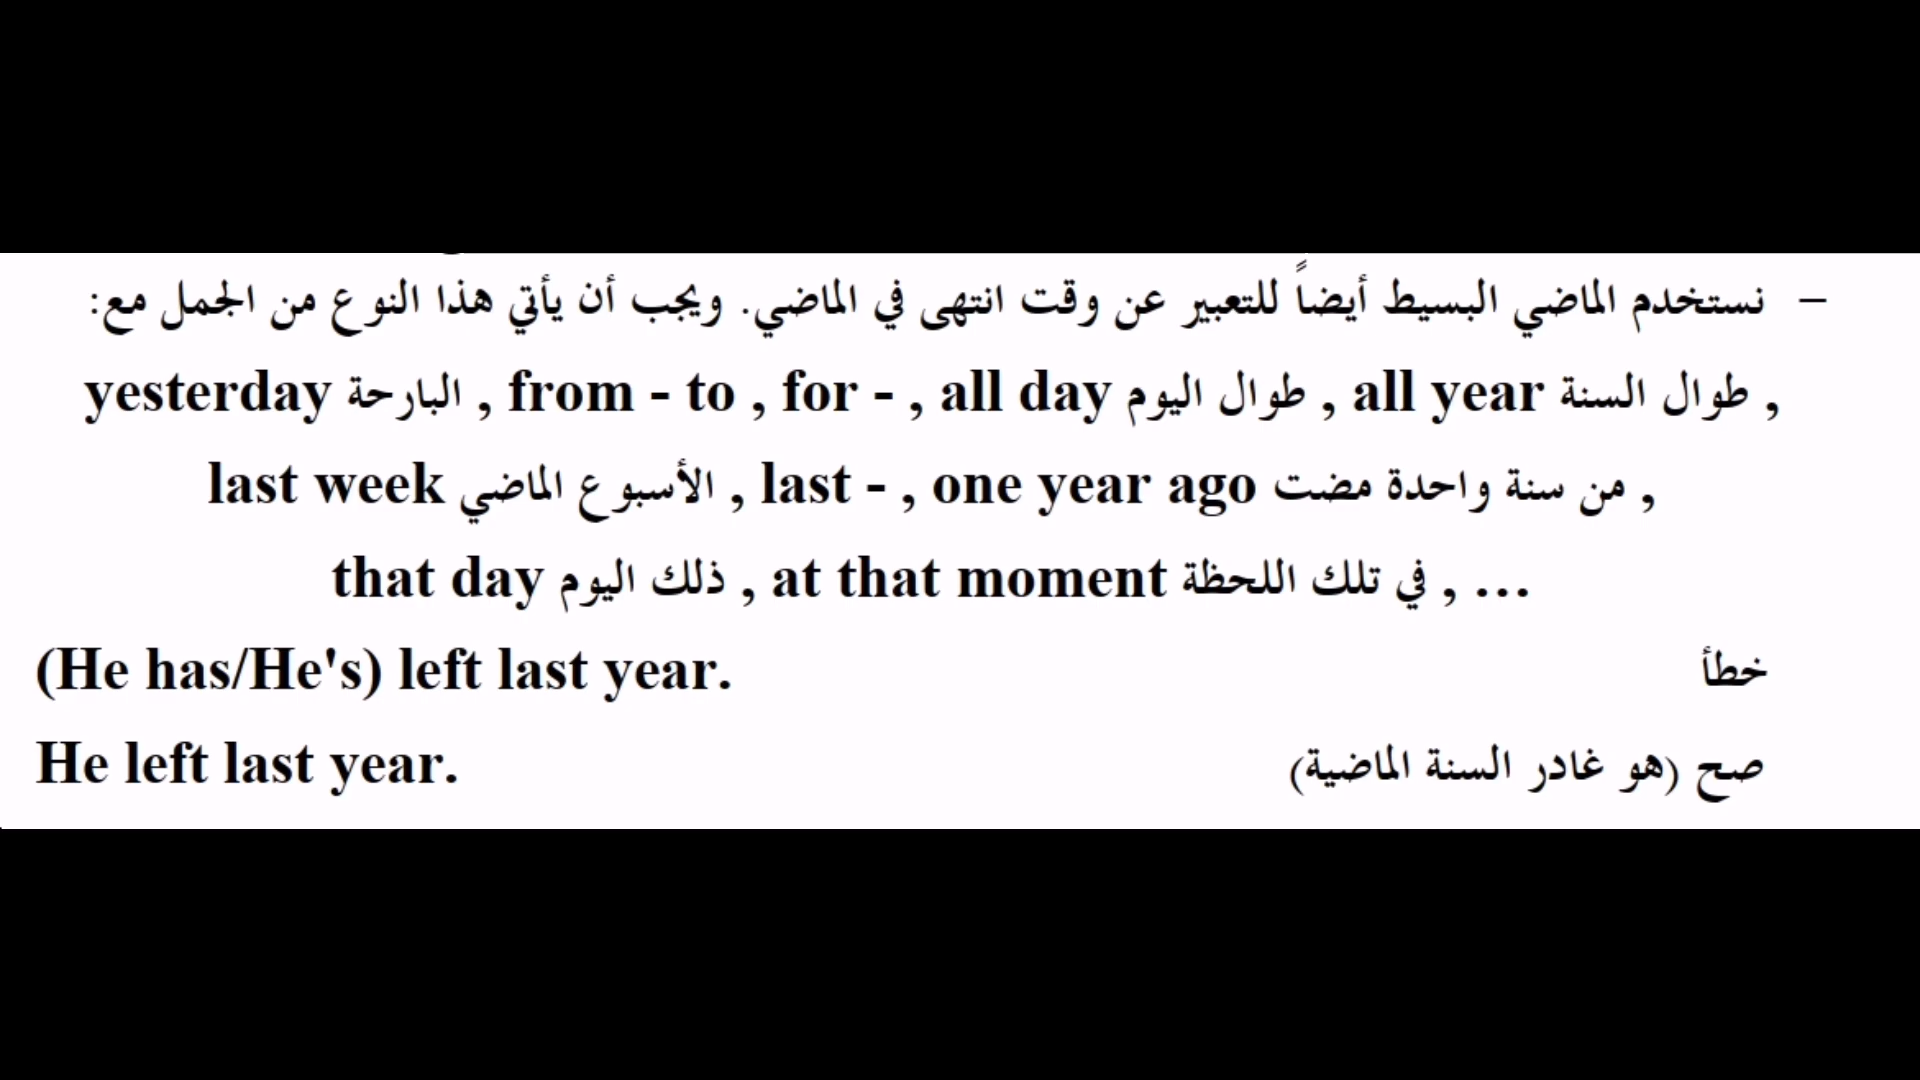 – نستخدم الماضي البسيط أيضاً للتعبير عن وقت انتهى في الماضي. ويجب أن يأتي هذا النوع من الجمل مع:
yesterday البارحة , from - to , for - , all day طوال اليوم , all year طوال السنة ,
last week الأسبوع الماضي , last - , one year ago من سنة واحدة مضت ,
that day ذلك اليوم , at that moment في تلك اللحظة , ...
(He has/He's) left last year. خطأ
He left last year. صح (هو غادر السنة الماضية)